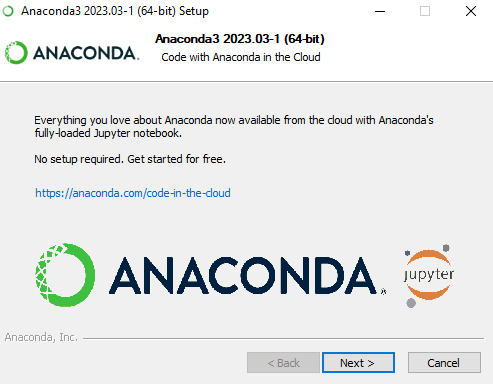 Anaconda3 2023.03-1 (64-bit) Setup
Anaconda3 2023.03-1 (64-bit)
ANACONDA.
Code with Anaconda in the Cloud
Everything you love about Anaconda now available from the cloud with Anaconda's
fully-loaded Jupyter notebook.
No setup required. Get started for free.
https://anaconda.com/code-in-the-cloud
ANACONDA®
jupyter
Anaconda, Inc.
< Back
Next >
Cancel